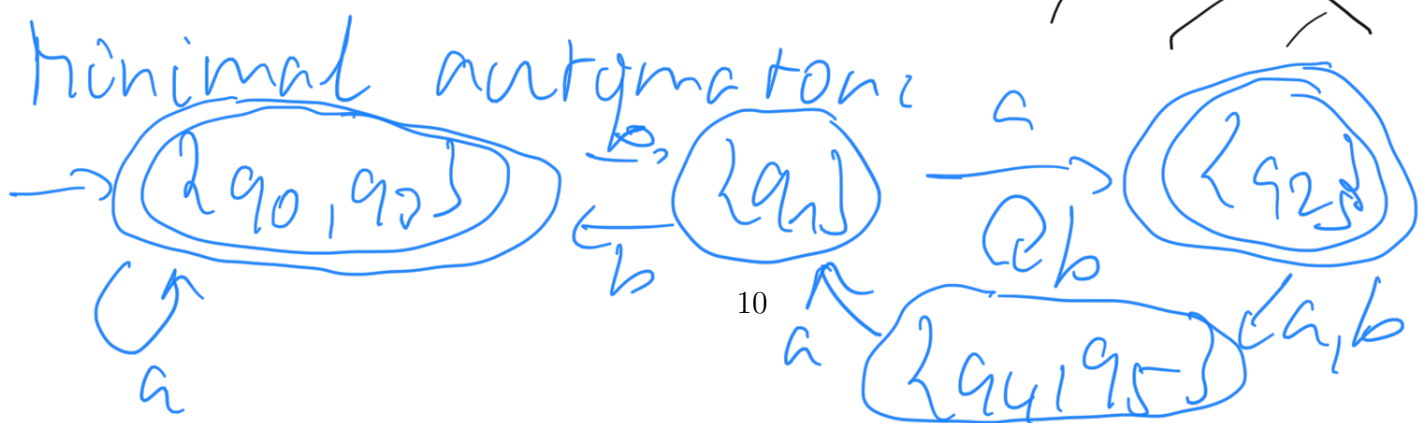 Minimal automaton:
a
b,
{q0, q3}
{q1}
{q2}
b
b
10
a
a,b
a
{q4, q5}